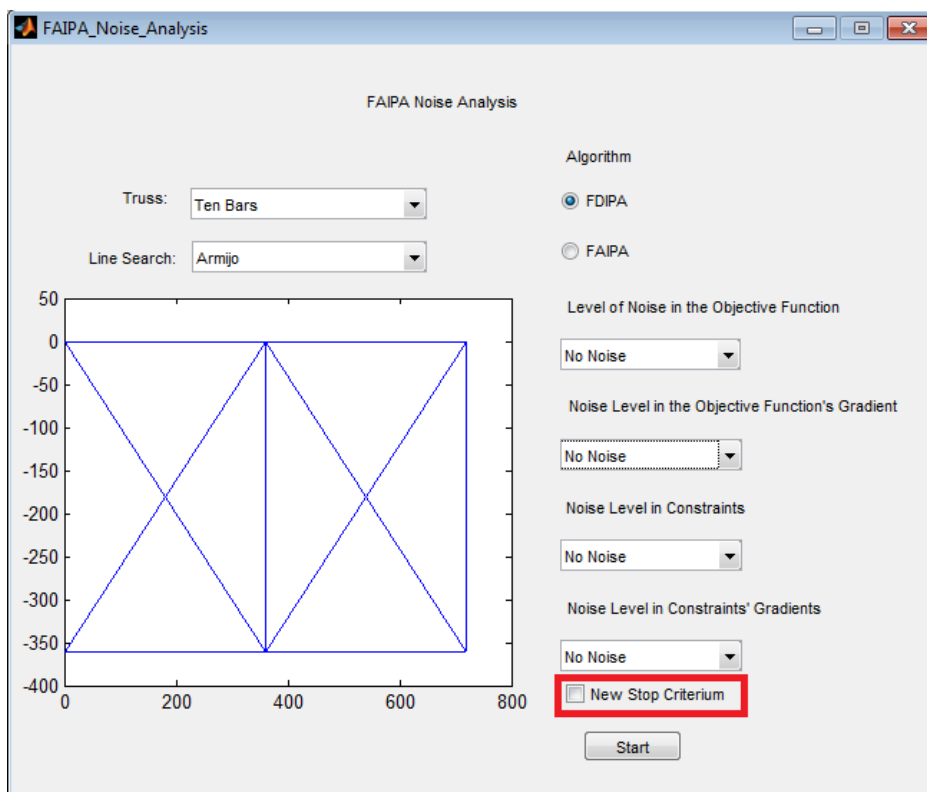 FAIPA_Noise_Analysis
FAIPA Noise Analysis
Truss:
Ten Bars
Line Search:
Armijo
50
0
-50
-100
-150
-200
-250
-300
-350
-400
0
200
400
600
800
Algorithm
FDIPA
FAIPA
Level of Noise in the Objective Function
No Noise
Noise Level in the Objective Function's Gradient
No Noise
Noise Level in Constraints
No Noise
Noise Level in Constraints' Gradients
No Noise
New Stop Criterium
Start